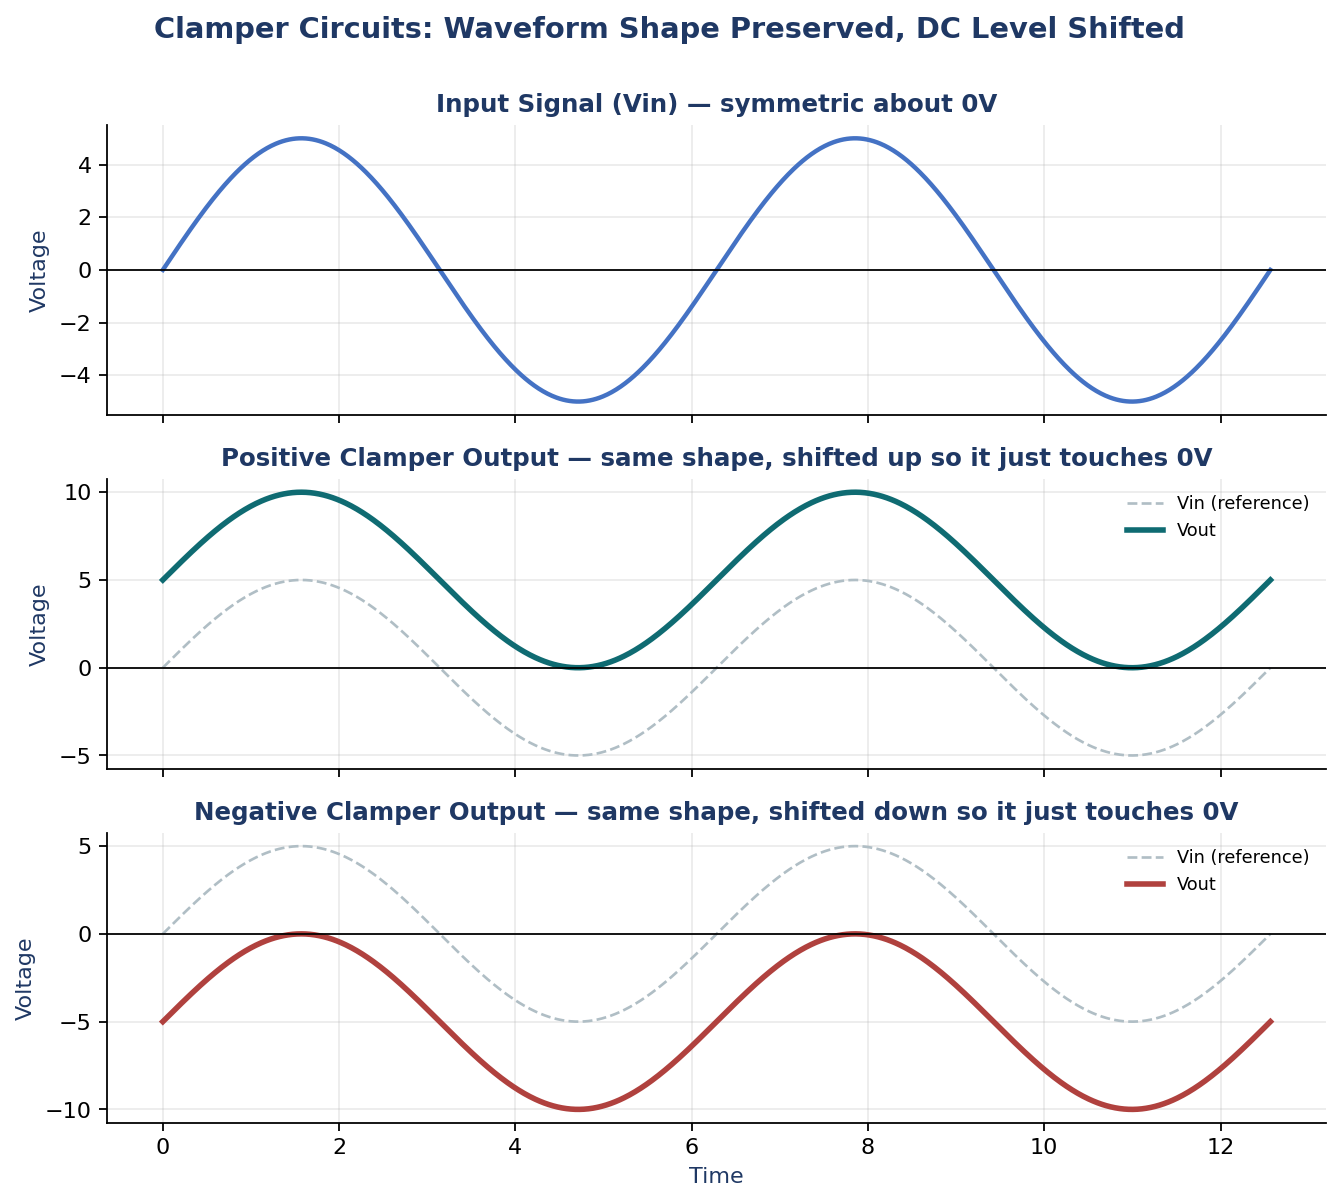 Clamper Circuits: Waveform Shape Preserved, DC Level Shifted
Input Signal (Vin) — symmetric about 0V
4
2
0
−2
−4
Voltage
Positive Clamper Output — same shape, shifted up so it just touches 0V
10
5
0
−5
Voltage
Vin (reference)
Vout
Negative Clamper Output — same shape, shifted down so it just touches 0V
5
0
−5
−10
Voltage
Vin (reference)
Vout
0 2 4 6 8 10 12
Time